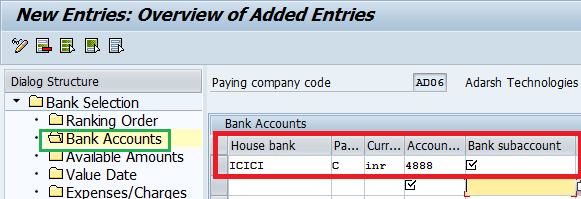 New Entries: Overview of Added Entries
Dialog Structure
Bank Selection
Ranking Order
Bank Accounts
Available Amounts
Value Date
Expenses/Charges
Paying company code AD06 Adarsh Technologies
Bank Accounts
House bank Pa... Curr... Accoun... Bank subaccount
ICICI C inr 4888